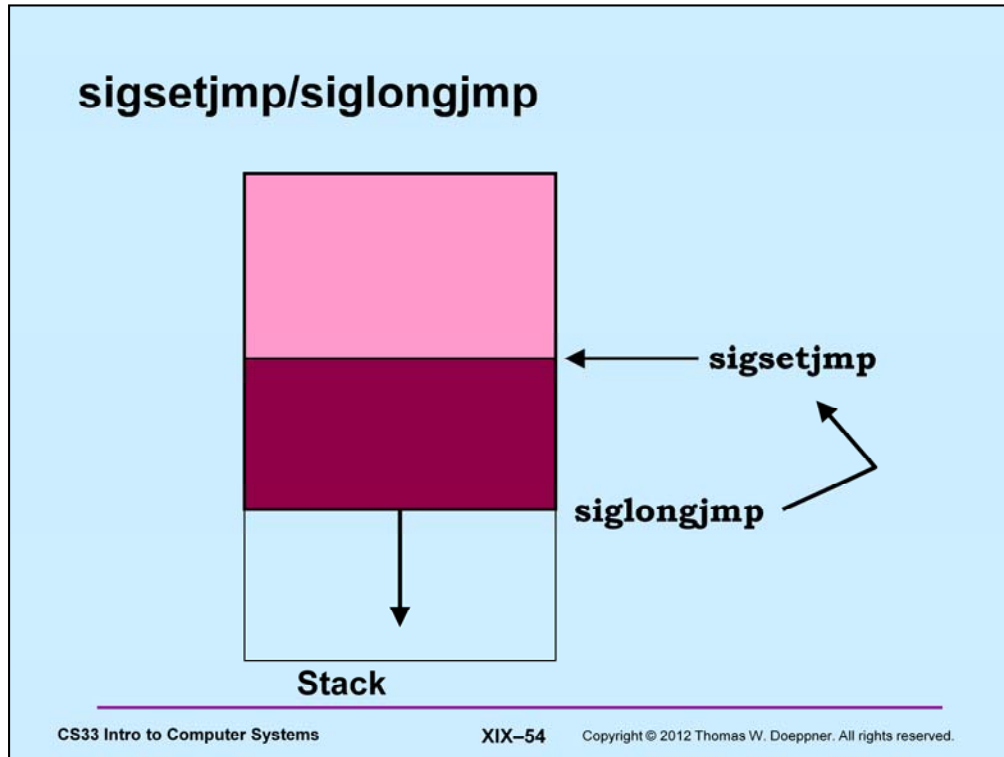 sigsetjmp/siglongjmp
sigsetjmp
siglongjmp
Stack
CS33 Intro to Computer Systems
XIX–54
Copyright © 2012 Thomas W. Doeppner. All rights reserved.